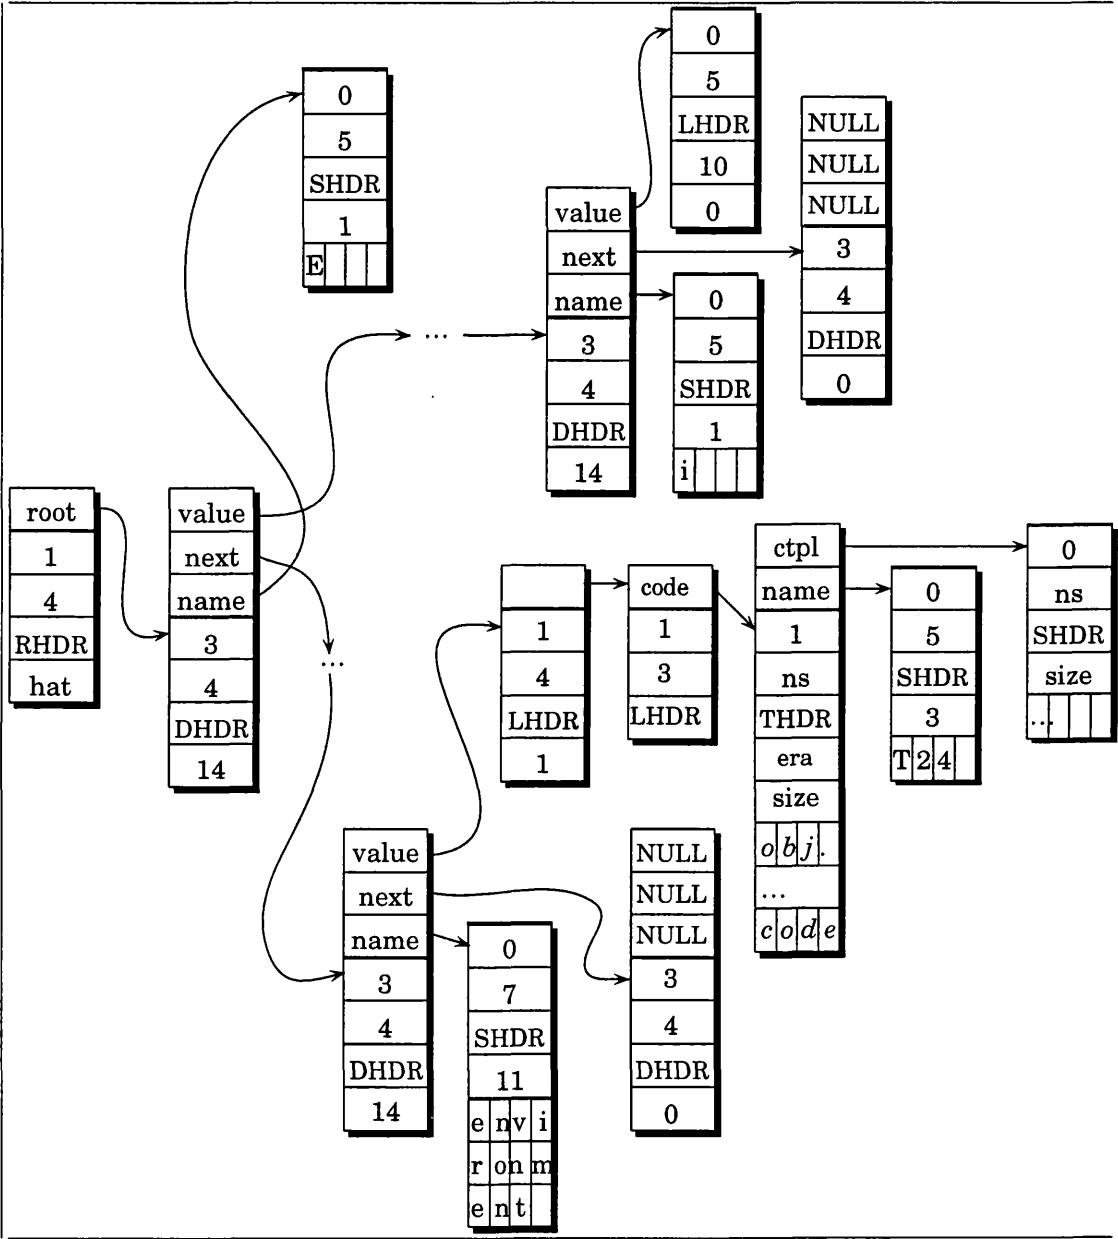 0
5
SHDR
1
E
0
5
LHDR
10
0
NULL
NULL
NULL
3
4
DHDR
0
value
next
name
3
4
DHDR
14
0
5
SHDR
1
i
...
root
1
4
RHDR
hat
value
next
name
3
4
DHDR
14
...
1
4
LHDR
1
code
1
3
LHDR
ctpl
name
1
ns
THDR
era
size
obj.
...
code
0
5
SHDR
3
T24
0
ns
SHDR
size
...
value
next
name
3
4
DHDR
14
0
7
SHDR
11
envi
ronm
ent
NULL
NULL
NULL
3
4
DHDR
0